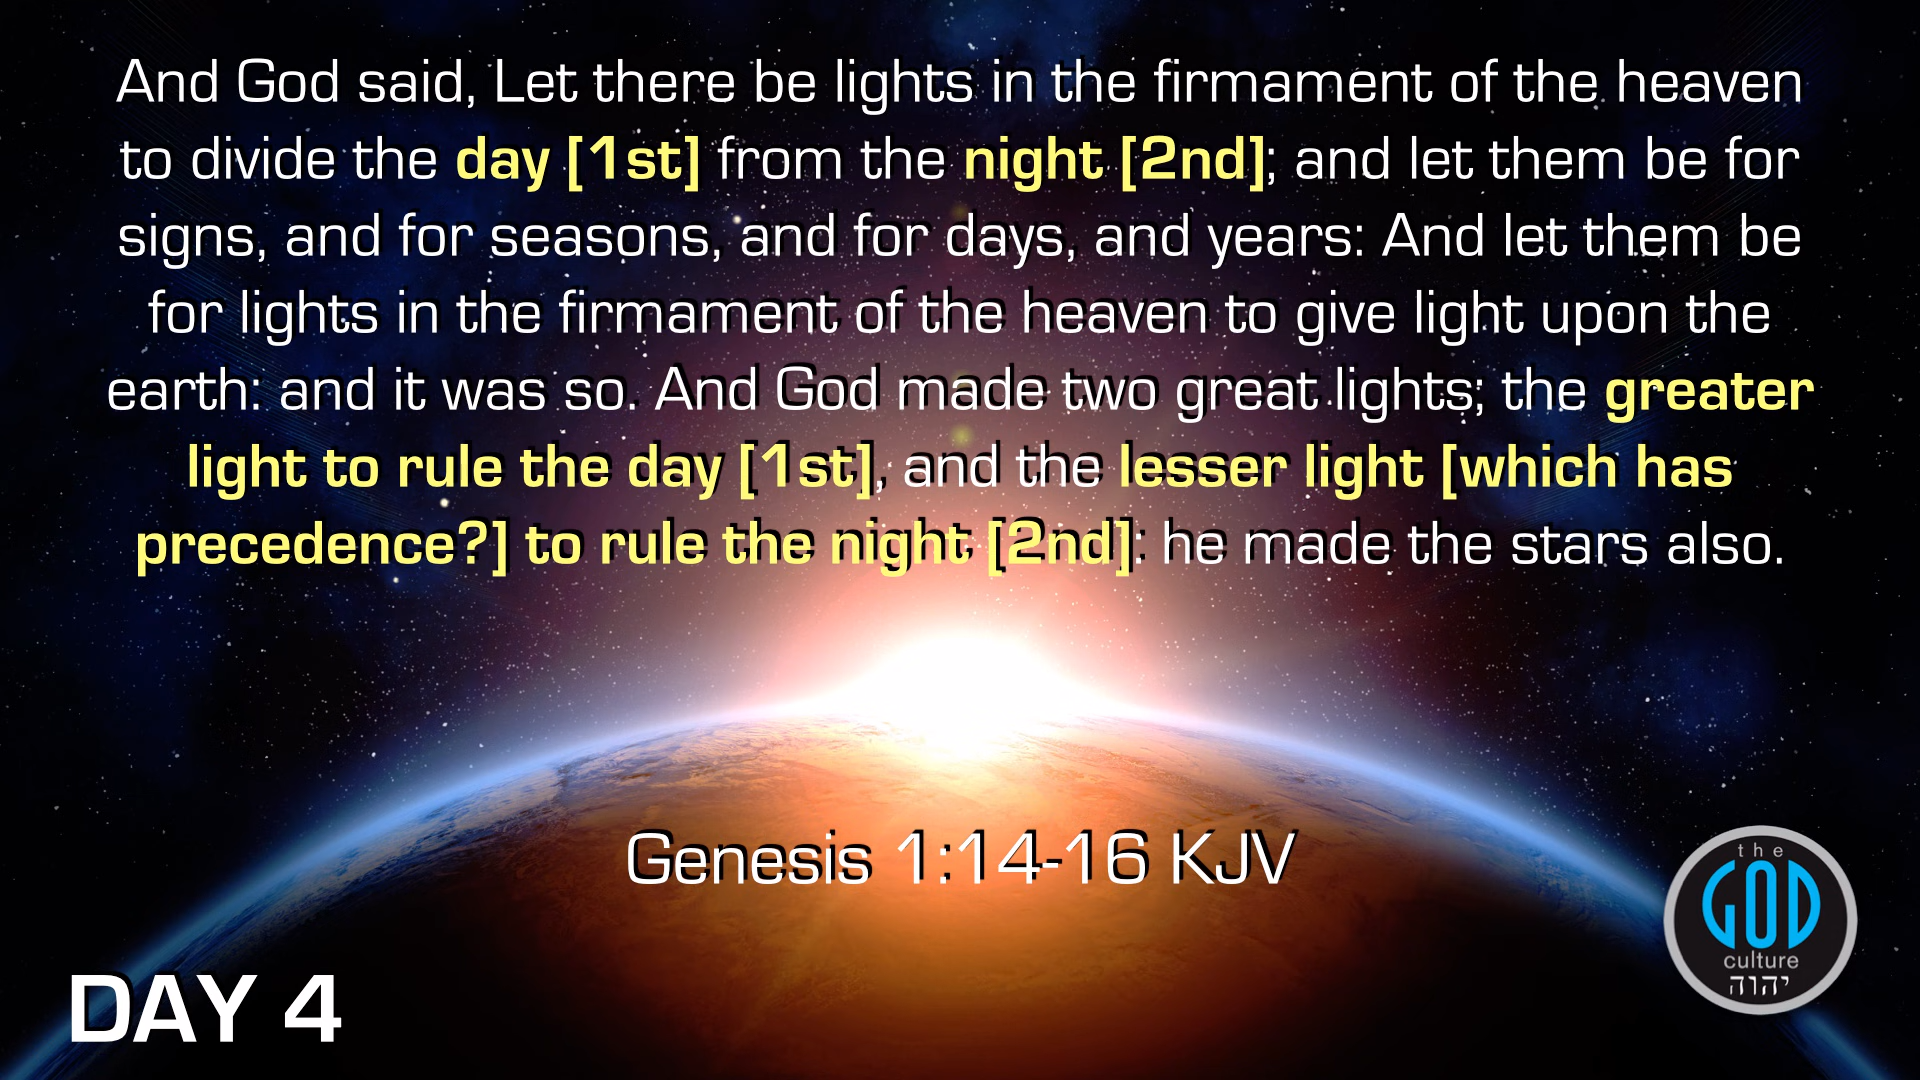 And God said, Let there be lights in the firmament of the heaven
to divide the day [1st] from the night [2nd]; and let them be for
signs, and for seasons, and for days, and years: And let them be
for lights in the firmament of the heaven to give light upon the
earth: and it was so. And God made two great lights; the greater
light to rule the day [1st], and the lesser light [which has
precedence?] to rule the night [2nd]: he made the stars also.
Genesis 1:14-16 KJV
DAY 4
the
GOD
culture
יהוה